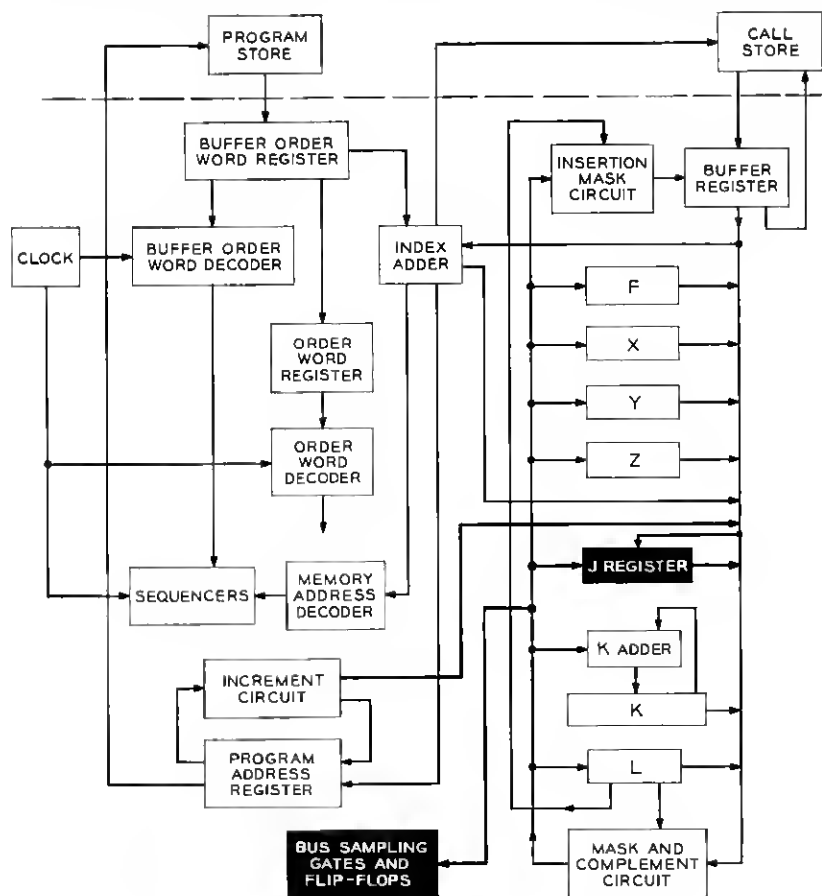 PROGRAM
STORE
CALL
STORE
BUFFER ORDER
WORD REGISTER
INSERTION
MASK
CIRCUIT
BUFFER
REGISTER
CLOCK
BUFFER ORDER
WORD DECODER
INDEX
ADDER
F
X
Y
Z
ORDER
WORD
REGISTER
ORDER
WORD
DECODER
SEQUENCERS
MEMORY
ADDRESS
DECODER
J REGISTER
K ADDER
K
INCREMENT
CIRCUIT
PROGRAM
ADDRESS
REGISTER
L
BUS SAMPLING
GATES AND
FLIP-FLOPS
MASK AND
COMPLEMENT
CIRCUIT